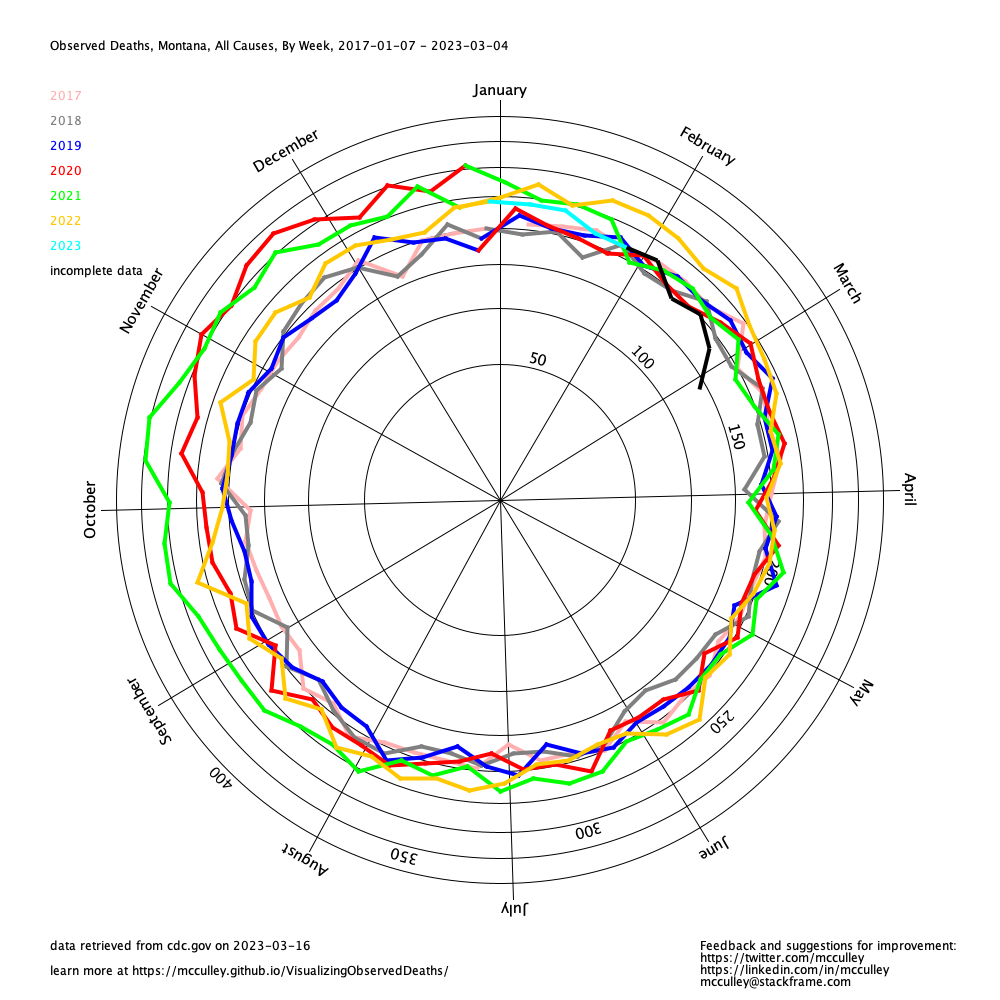 Observed Deaths, Montana, All Causes, By Week, 2017-01-07 - 2023-03-04
January
2017
2018
2019
2020
2021
2022
2023
incomplete data
December
February
November
March
50
100
150
October
April
200
September
May
250
400
300
350
August
June
July
data retrieved from cdc.gov on 2023-03-16
learn more at https://mcculley.github.io/VisualizingObservedDeaths/
Feedback and suggestions for improvement:
https://twitter.com/mcculley
https://linkedin.com/in/mcculley
mcculley@stackframe.com